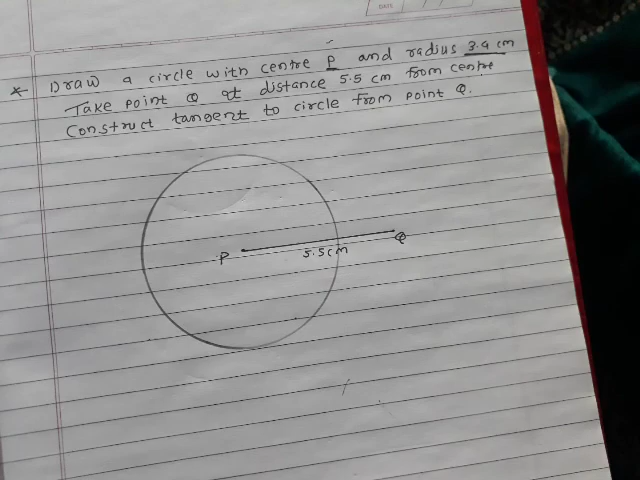 * Draw a circle with centre P and radius 3.4 cm
Take point Q at distance 5.5 cm from centre
Construct tangent to circle from point Q.
P
5.5cm
Q
DATE